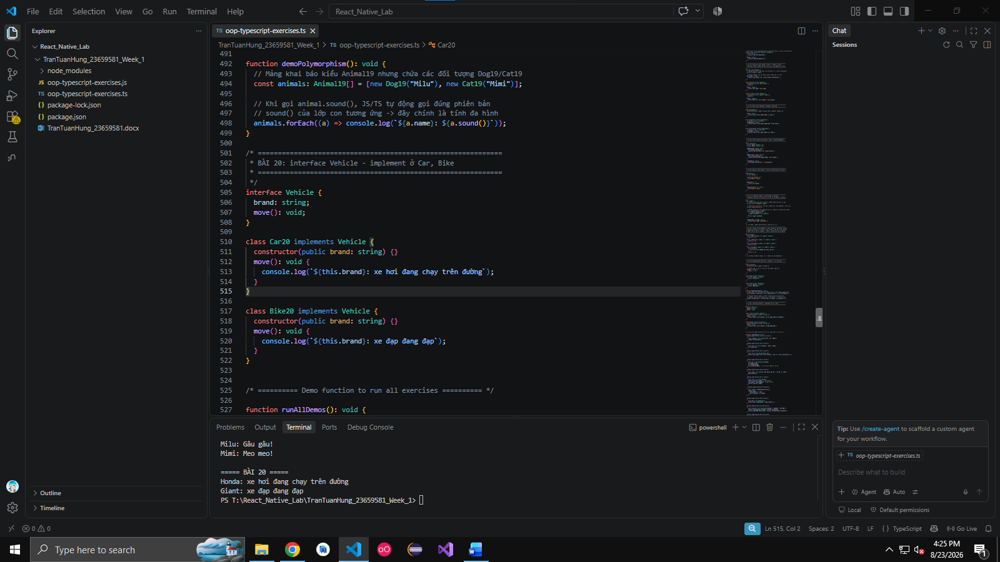 File Edit Selection View Go Run Terminal Help
React_Native_Lab
Explorer
React_Native_Lab
TranTuanHung_23659581_Week_1
node_modules
JS oop-typescript-exercises.js
TS oop-typescript-exercises.ts
{} package-lock.json
{} package.json
TranTuanHung_23659581.docx
Outline
Timeline
TS oop-typescript-exercises.ts
TranTuanHung_23659581_Week_1 > TS oop-typescript-exercises.ts > Car20
491
492 function demoPolymorphism(): void {
493 // Mảng khai báo kiểu Animal19 nhưng chứa các đối tượng Dog19/Cat19
494 const animals: Animal19[] = [new Dog19("Milu"), new Cat19("Mimi")];
495
496 // Khi gọi animal.sound(), JS/TS tự động gọi đúng phiên bản
497 // sound() của lớp con tương ứng -> đây chính là tính đa hình
498 animals.forEach((a) => console.log(`${a.name}: ${a.sound()}`));
499 }
500
501 /* =============================================================
502 * BÀI 20: interface Vehicle - implement ở Car, Bike
503 * =============================================================
504 */
505 interface Vehicle {
506 brand: string;
507 move(): void;
508 }
509
510 class Car20 implements Vehicle {
511 constructor(public brand: string) {}
512 move(): void {
513 console.log(`${this.brand}: xe hơi đang chạy trên đường`);
514 }
515 }
516
517 class Bike20 implements Vehicle {
518 constructor(public brand: string) {}
519 move(): void {
520 console.log(`${this.brand}: xe đạp đang đạp`);
521 }
522 }
523
524
525 /* ========== Demo function to run all exercises ========== */
526
527 function runAllDemos(): void {
Problems Output Terminal Ports Debug Console
powershell
Milu: Gâu gâu!
Mimi: Meo meo!
===== BÀI 20 =====
Honda: xe hơi đang chạy trên đường
Giant: xe đạp đang đạp
PS T:\React_Native_Lab\TranTuanHung_23659581_Week_1>
Chat
Sessions
Tip: Use /create-agent to scaffold a custom agent
for your workflow.
TS oop-typescript-exercises.ts
Describe what to build
Agent Auto
Local Default permissions
0 0
Ln 515, Col 2 Spaces: 2 UTF-8 LF {} TypeScript Go Live
Type here to search
4:25 PM
8/23/2026
1